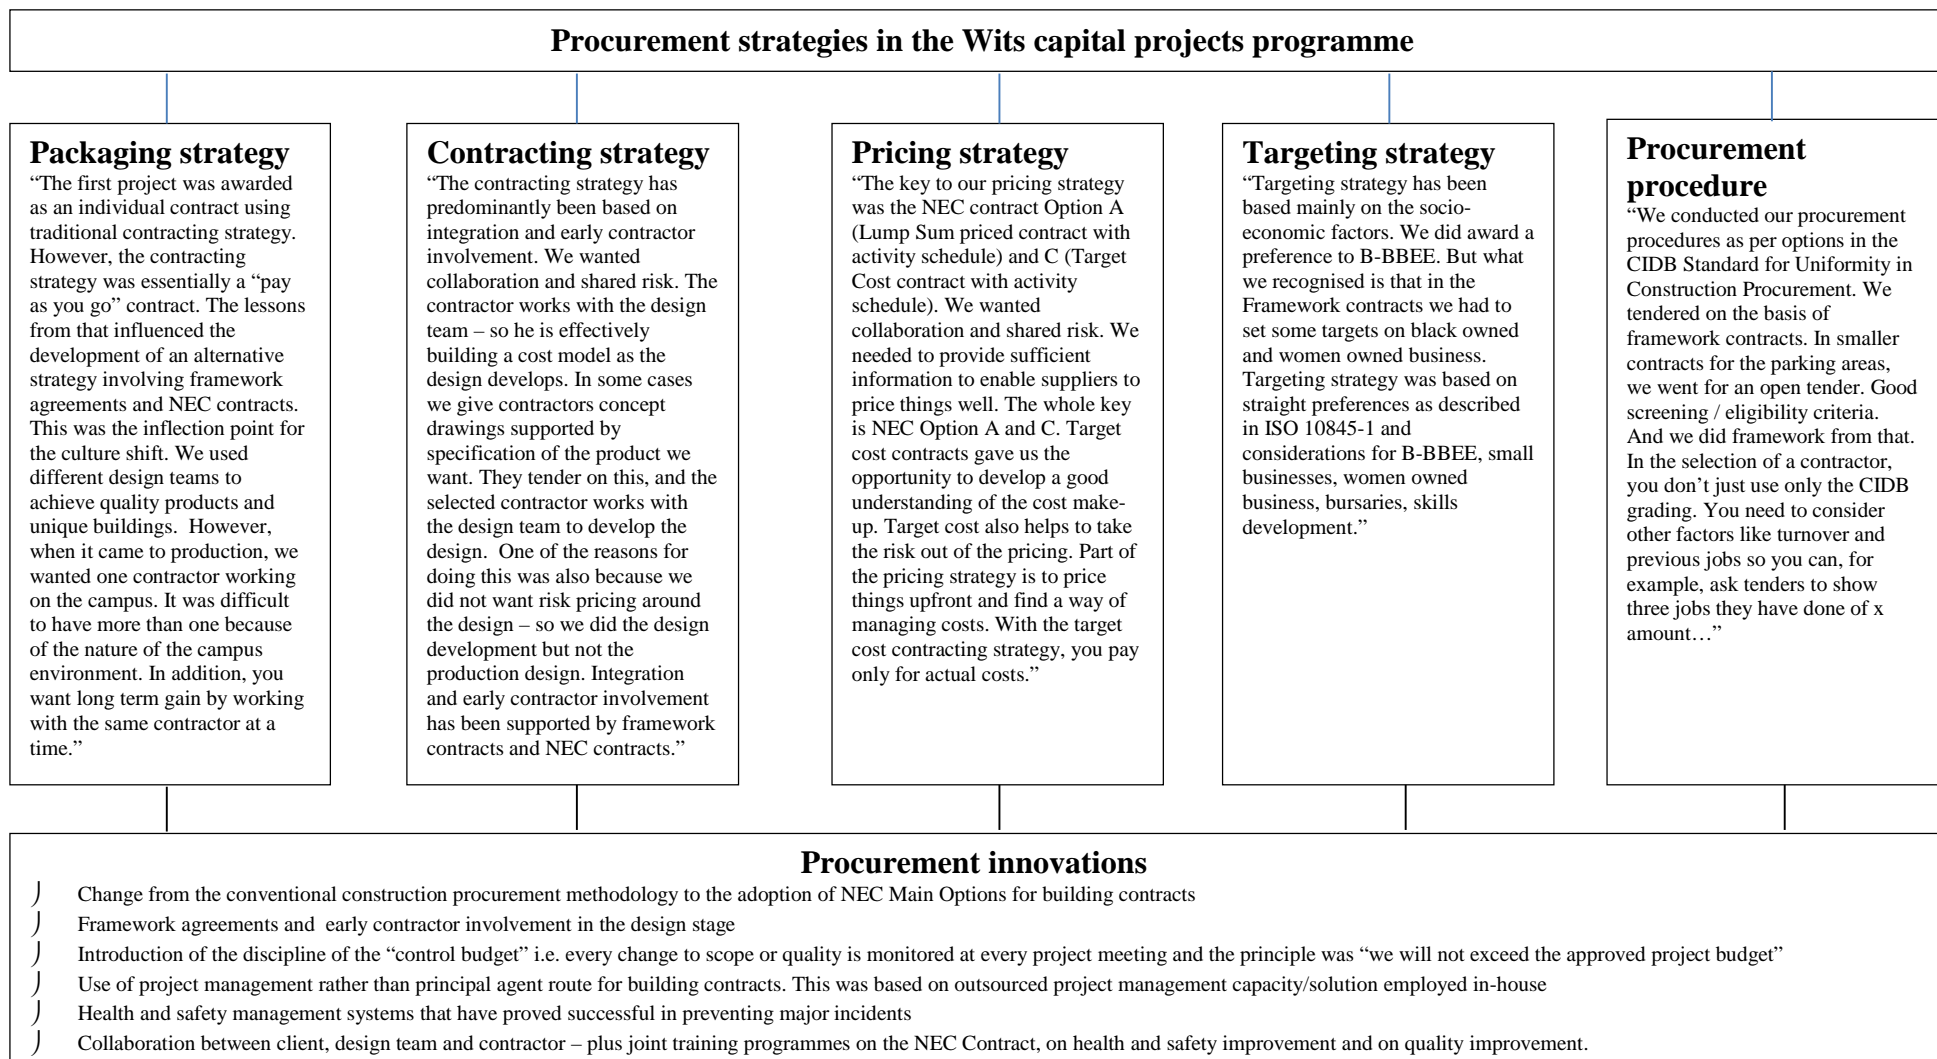 Procurement strategies in the Wits capital projects programme
Packaging strategy
“The first project was awarded
as an individual contract using
traditional contracting strategy.
However, the contracting
strategy was essentially a “pay
as you go” contract. The lessons
from that influenced the
development of an alternative
strategy involving framework
agreements and NEC contracts.
This was the inflection point for
the culture shift. We used
different design teams to
achieve quality products and
unique buildings.  However,
when it came to production, we
wanted one contractor working
on the campus. It was difficult
to have more than one because
of the nature of the campus
environment. In addition, you
want long term gain by working
with the same contractor at a
time.”
Contracting strategy
“The contracting strategy has
predominantly been based on
integration and early contractor
involvement. We wanted
collaboration and shared risk. The
contractor works with the design
team – so he is effectively
building a cost model as the
design develops. In some cases
we give contractors concept
drawings supported by
specification of the product we
want. They tender on this, and the
selected contractor works with
the design team to develop the
design.  One of the reasons for
doing this was also because we
did not want risk pricing around
the design – so we did the design
development but not the
production design. Integration
and early contractor involvement
has been supported by framework
contracts and NEC contracts.”
Pricing strategy
“The key to our pricing strategy
was the NEC contract Option A
(Lump Sum priced contract with
activity schedule) and C (Target
Cost contract with activity
schedule). We wanted
collaboration and shared risk. We
needed to provide sufficient
information to enable suppliers to
price things well. The whole key
is NEC Option A and C. Target
cost contracts gave us the
opportunity to develop a good
understanding of the cost make-
up. Target cost also helps to take
the risk out of the pricing. Part of
the pricing strategy is to price
things upfront and find a way of
managing costs. With the target
cost contracting strategy, you pay
only for actual costs.”
Targeting strategy
“Targeting strategy has been
based mainly on the socio-
economic factors. We did award a
preference to B-BBEE. But what
we recognised is that in the
Framework contracts we had to
set some targets on black owned
and women owned business.
Targeting strategy was based on
straight preferences as described
in ISO 10845-1 and
considerations for B-BBEE, small
businesses, women owned
business, bursaries, skills
development.”
Procurement
procedure
“We conducted our procurement
procedures as per options in the
CIDB Standard for Uniformity in
Construction Procurement. We
tendered on the basis of
framework contracts. In smaller
contracts for the parking areas,
we went for an open tender. Good
screening / eligibility criteria.
And we did framework from that.
In the selection of a contractor,
you don’t just use only the CIDB
grading. You need to consider
other factors like turnover and
previous jobs so you can, for
example, ask tenders to show
three jobs they have done of x
amount…”
Procurement innovations
Change from the conventional construction procurement methodology to the adoption of NEC Main Options for building contracts
Framework agreements and  early contractor involvement in the design stage
Introduction of the discipline of the “control budget” i.e. every change to scope or quality is monitored at every project meeting and the principle was “we will not exceed the approved project budget”
Use of project management rather than principal agent route for building contracts. This was based on outsourced project management capacity/solution employed in-house
Health and safety management systems that have proved successful in preventing major incidents
Collaboration between client, design team and contractor – plus joint training programmes on the NEC Contract, on health and safety improvement and on quality improvement.